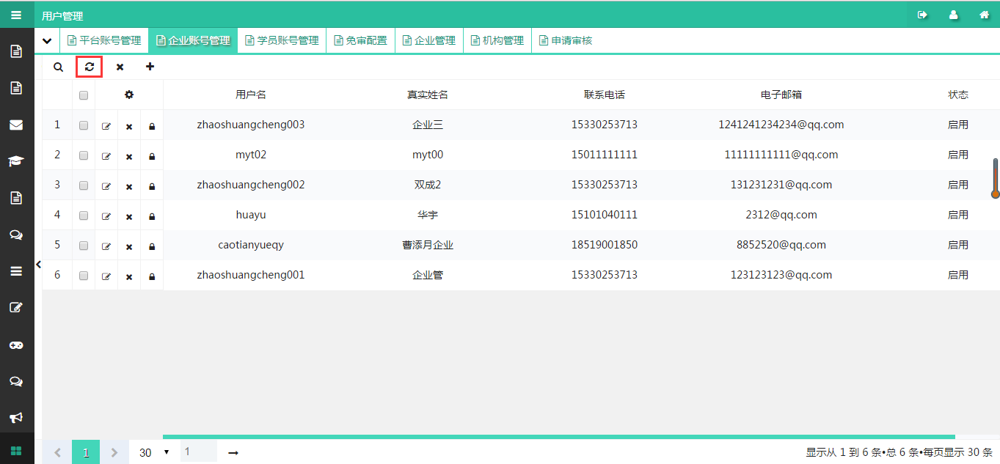 用户管理
平台账号管理 企业账号管理 学员账号管理 免审配置 企业管理 机构管理 申请审核
用户名 真实姓名 联系电话 电子邮箱 状态
1 zhaoshuangcheng003 企业三 15330253713 1241241234234@qq.com 启用
2 myt02 myt00 15011111111 11111111111@qq.com 启用
3 zhaoshuangcheng002 双成2 15330253713 131231231@qq.com 启用
4 huayu 华宇 15101040111 2312@qq.com 启用
5 caotianyueqy 曹添月企业 18519001850 8852520@qq.com 启用
6 zhaoshuangcheng001 企业管 15330253713 123123123@qq.com 启用
1 30 1 显示从 1 到 6 条•总 6 条•每页显示 30 条